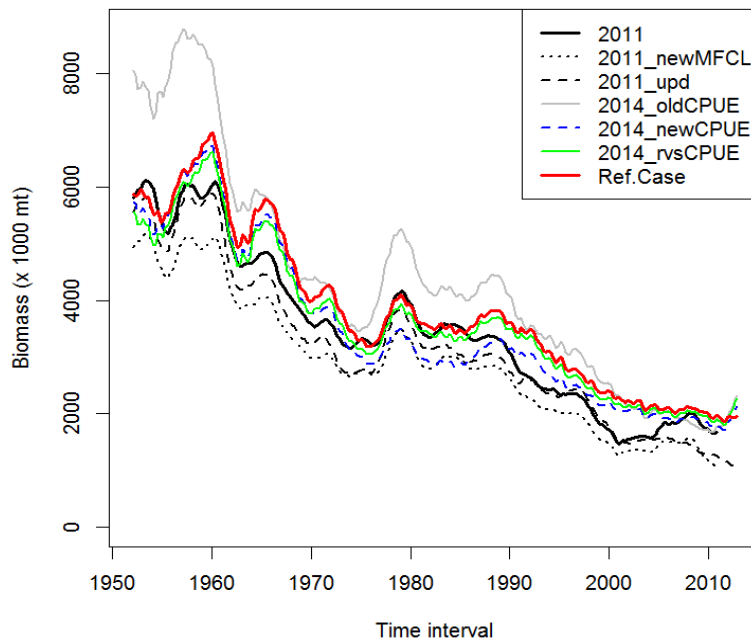 2011
2011_newMFCL
2011_upd
2014_oldCPUE
2014_newCPUE
2014_rvsCPUE
Ref.Case
Biomass (x 1000 mt)
8000
6000
4000
2000
0
1950 1960 1970 1980 1990 2000 2010
Time interval